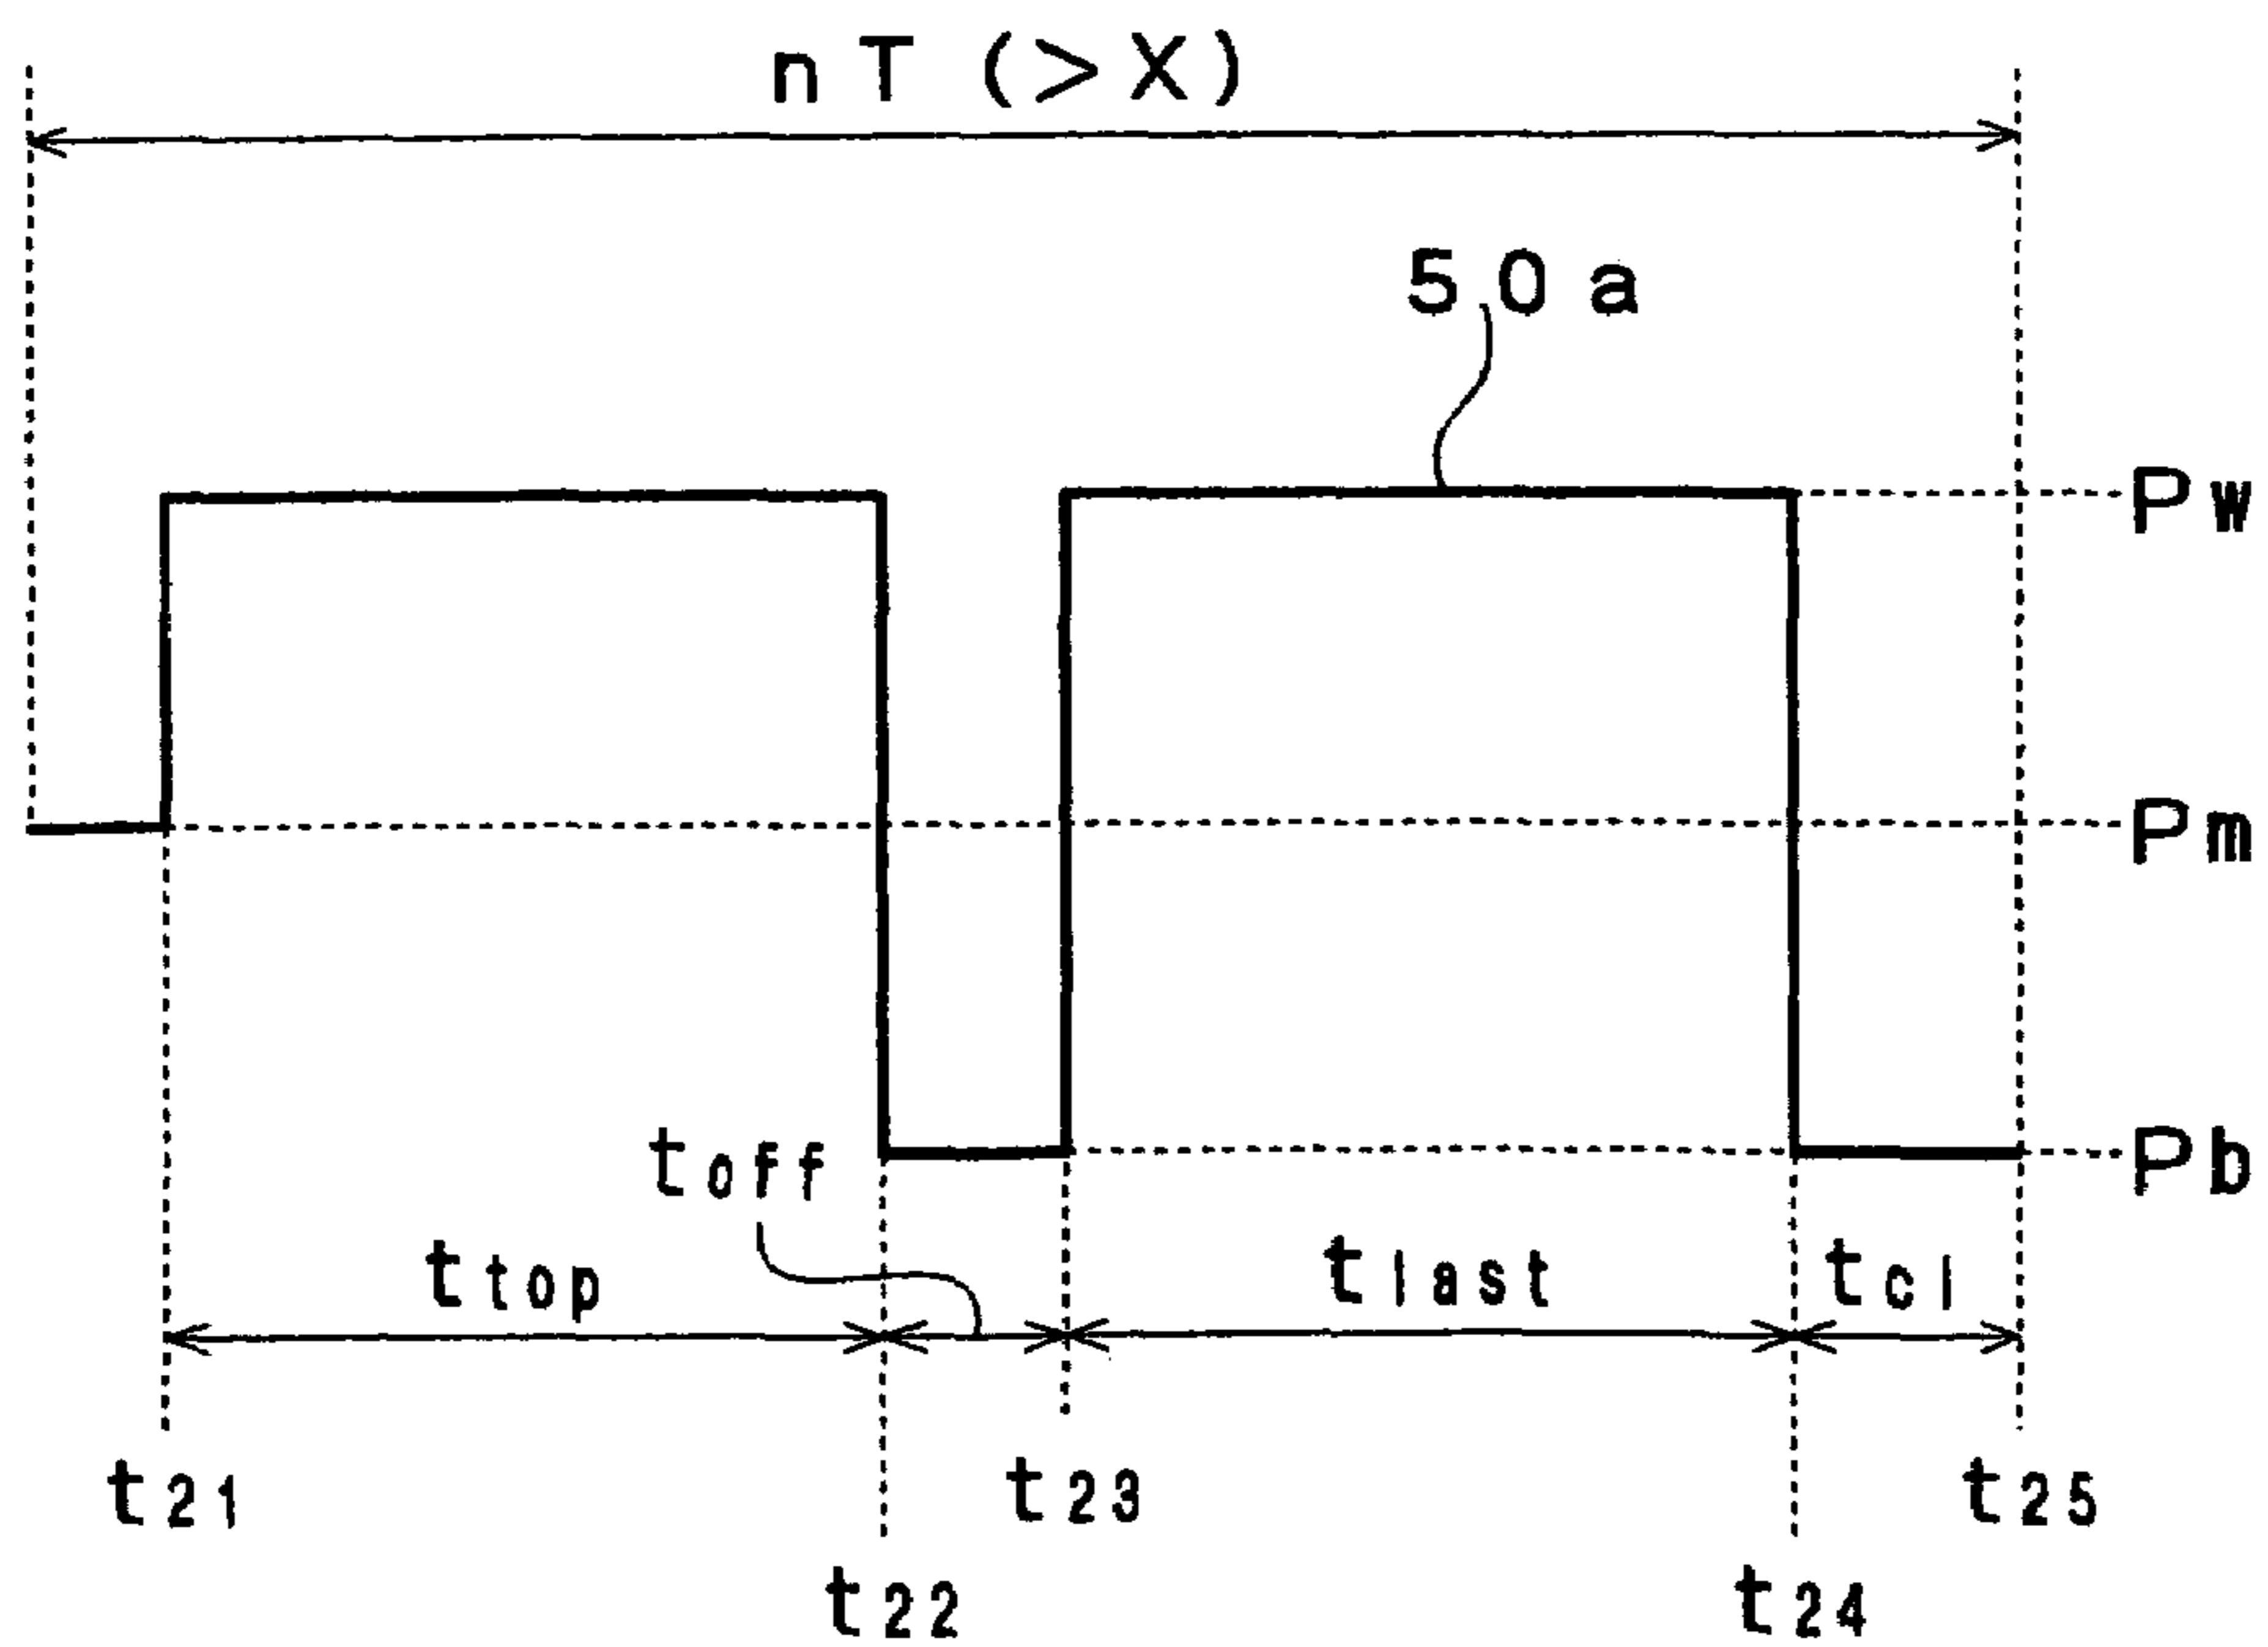 nT(>X)
50a
Pw
Pm
Pb
toff
ttop
tlast
tcl
t21
t23
t25
t22
t24